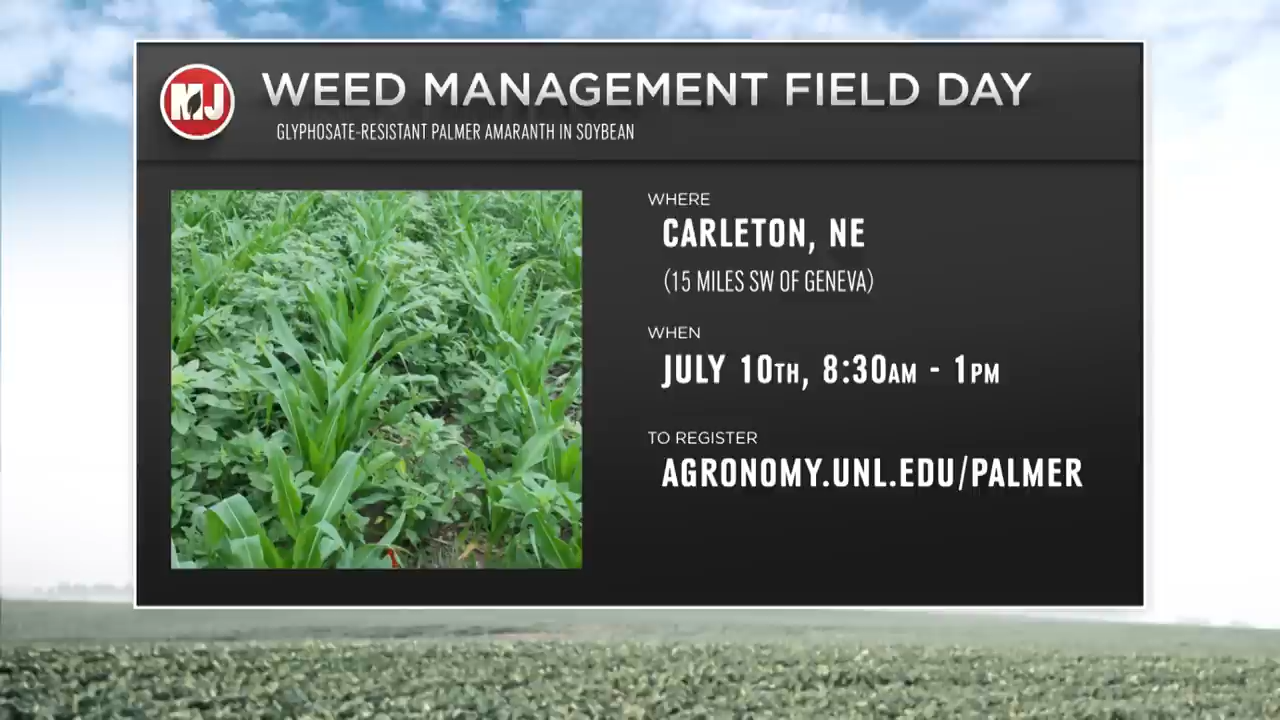 MJ
WEED MANAGEMENT FIELD DAY
GLYPHOSATE-RESISTANT PALMER AMARANTH IN SOYBEAN
WHERE
CARLETON, NE
(15 MILES SW OF GENEVA)
WHEN
JULY 10TH, 8:30AM - 1PM
TO REGISTER
AGRONOMY.UNL.EDU/PALMER